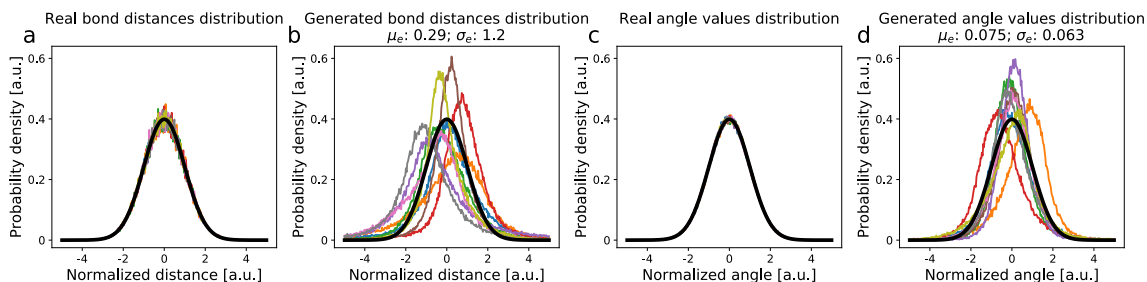 Real bond distances distribution
a
Probability density [a.u.]
0.6
0.4
0.2
0
-4 -2 0 2 4
Normalized distance [a.u.]
Generated bond distances distribution
μₑ: 0.29; σₑ: 1.2
b
Probability density [a.u.]
0.6
0.4
0.2
0
-4 -2 0 2 4
Normalized distance [a.u.]
Real angle values distribution
c
Probability density [a.u.]
0.6
0.4
0.2
0
-4 -2 0 2 4
Normalized angle [a.u.]
Generated angle values distribution
μₑ: 0.075; σₑ: 0.063
d
Probability density [a.u.]
0.6
0.4
0.2
0
-4 -2 0 2 4
Normalized angle [a.u.]